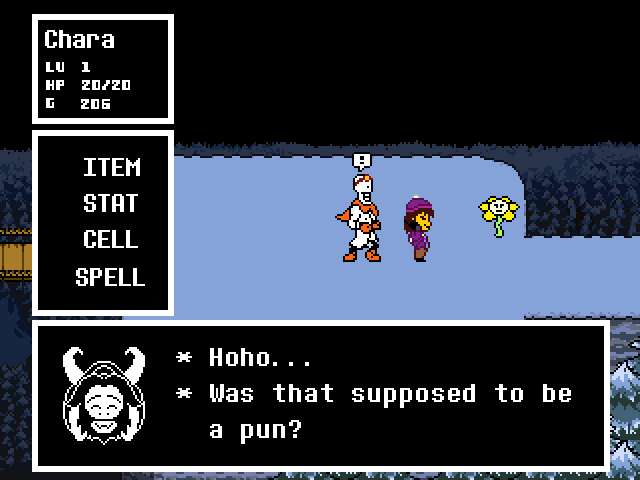 Chara
LV 1
HP 20/20
G 206
ITEM
STAT
CELL
SPELL
* Hoho...
* Was that supposed to be
a pun?